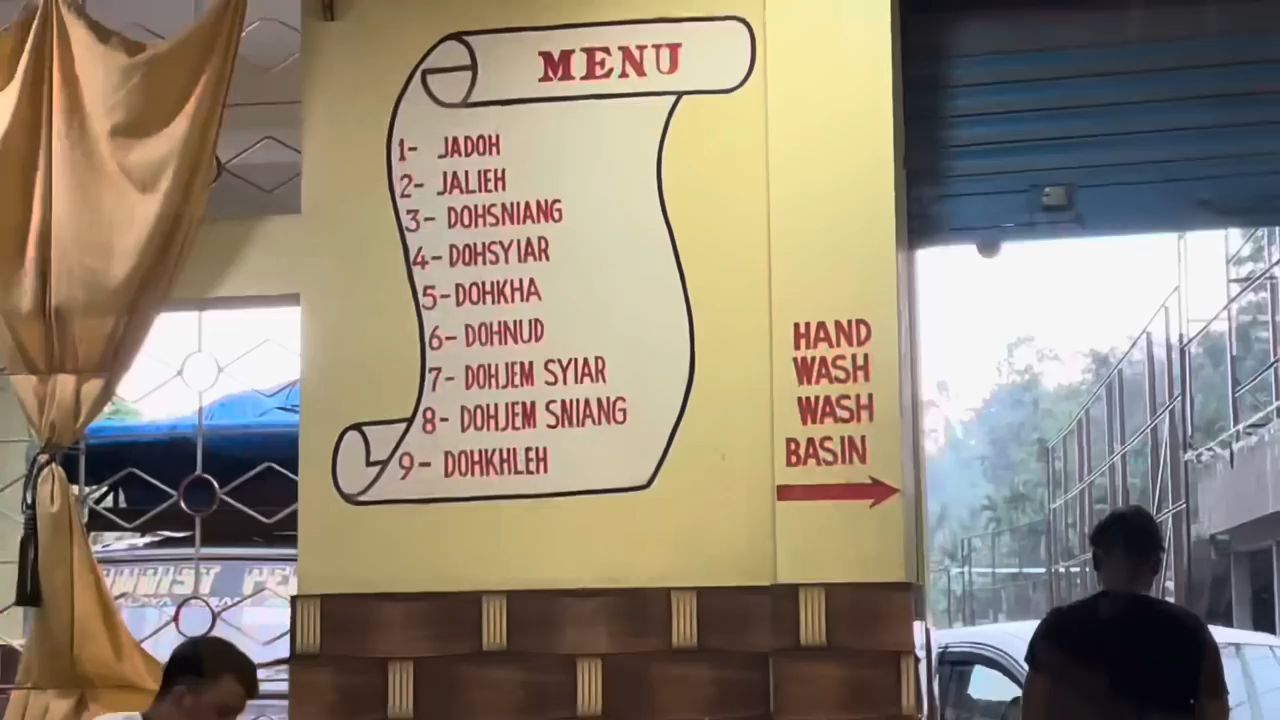 MENU
1- JADOH
2- JALIEH
3- DOHSNIANG
4- DOHSYIAR
5- DOHKHA
6- DOHNUD
7- DOHJEM SYIAR
8- DOHJEM SNIANG
9- DOHKHLEH
HAND
WASH
WASH
BASIN